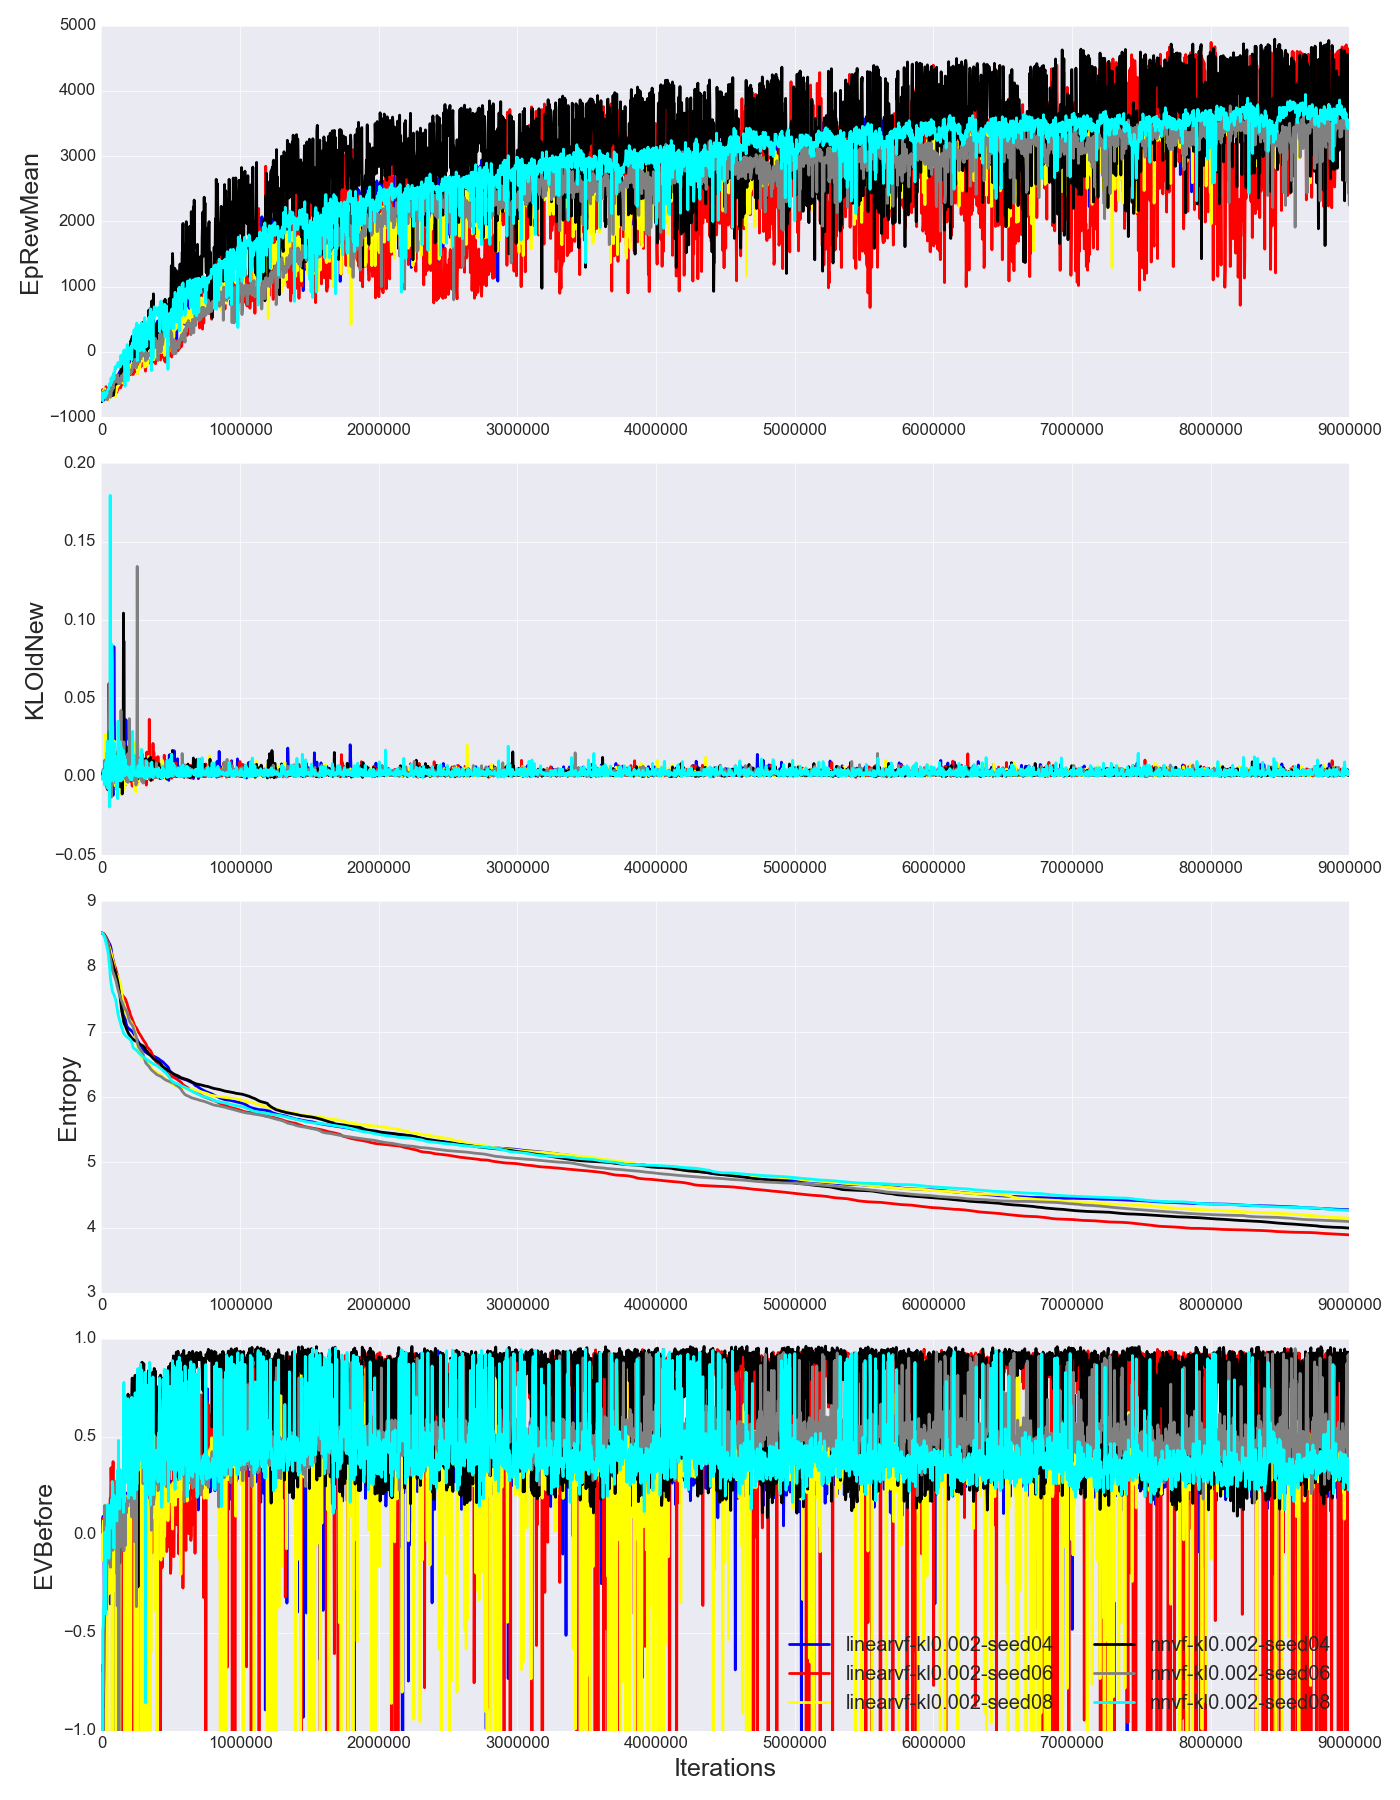 5000
4000
3000
2000
1000
0
−1000
EpRewMean
0 1000000 2000000 3000000 4000000 5000000 6000000 7000000 8000000 9000000
0.20
0.15
0.10
0.05
0.00
−0.05
KLOldNew
0 1000000 2000000 3000000 4000000 5000000 6000000 7000000 8000000 9000000
9
8
7
6
5
4
3
Entropy
0 1000000 2000000 3000000 4000000 5000000 6000000 7000000 8000000 9000000
1.0
0.5
0.0
−0.5
−1.0
EVBefore
linearvf-kl0.002-seed04
linearvf-kl0.002-seed06
linearvf-kl0.002-seed08
nnvf-kl0.002-seed04
nnvf-kl0.002-seed06
nnvf-kl0.002-seed08
0 1000000 2000000 3000000 4000000 5000000 6000000 7000000 8000000 9000000
Iterations